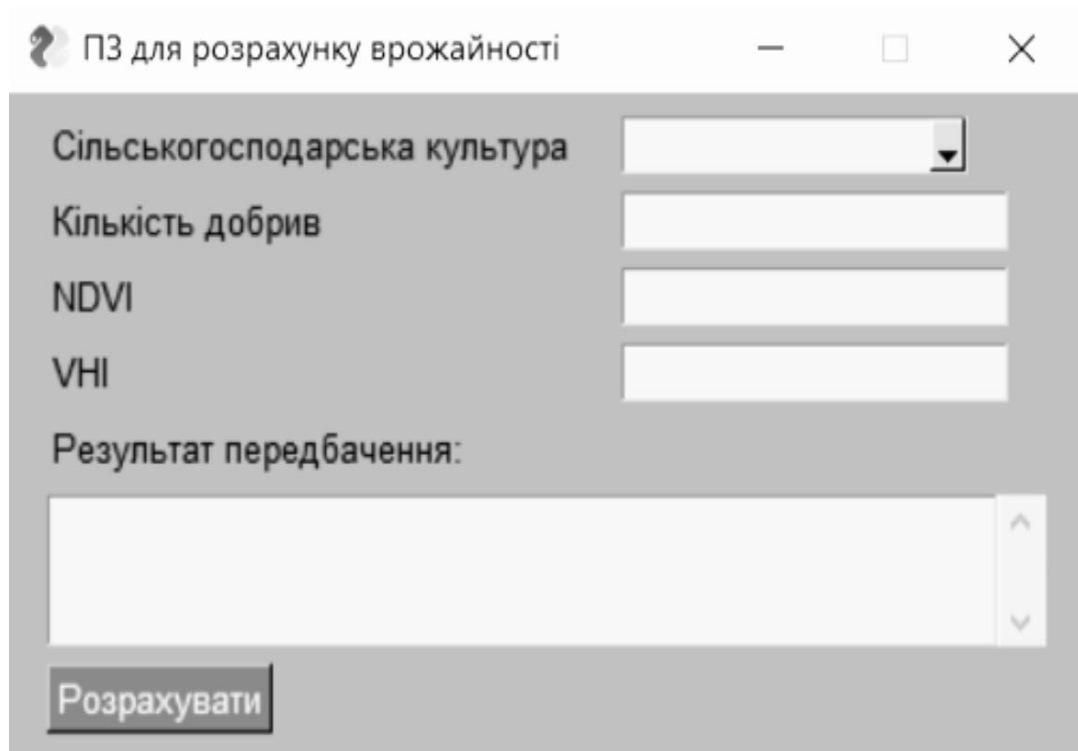 ПЗ для розрахунку врожайності
Сільськогосподарська культура
Кількість добрив
NDVI
VHI
Результат передбачення:
Розрахувати